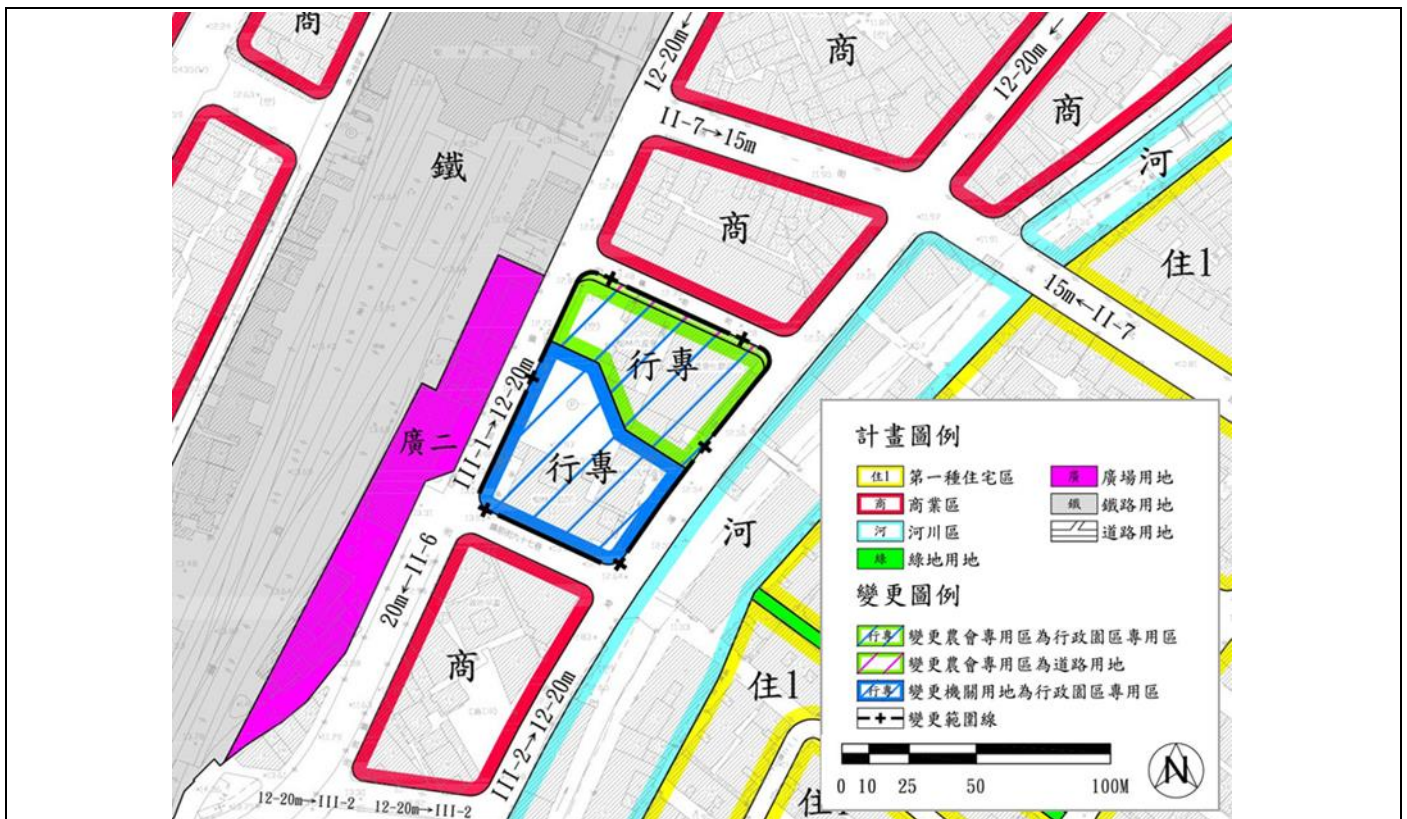 商
12-20m→
商
12-20m→
商
II-7→15m
河
鐵
商
住1
15m←II-7
行專
III-1→12-20m
廣二
行專
河
20m←II-6
商
住1
III-2→12-20m
12-20m→III-2
12-20m→III-2
住1
計畫圖例
住1 第一種住宅區
廣 廣場用地
商 商業區
鐵 鐵路用地
河 河川區
道路用地
綠 綠地用地
變更圖例
行專 變更農會專用區為行政園區專用區
變更農會專用區為道路用地
行專 變更機關用地為行政園區專用區
變更範圍線
0 10 25 50 100M
N